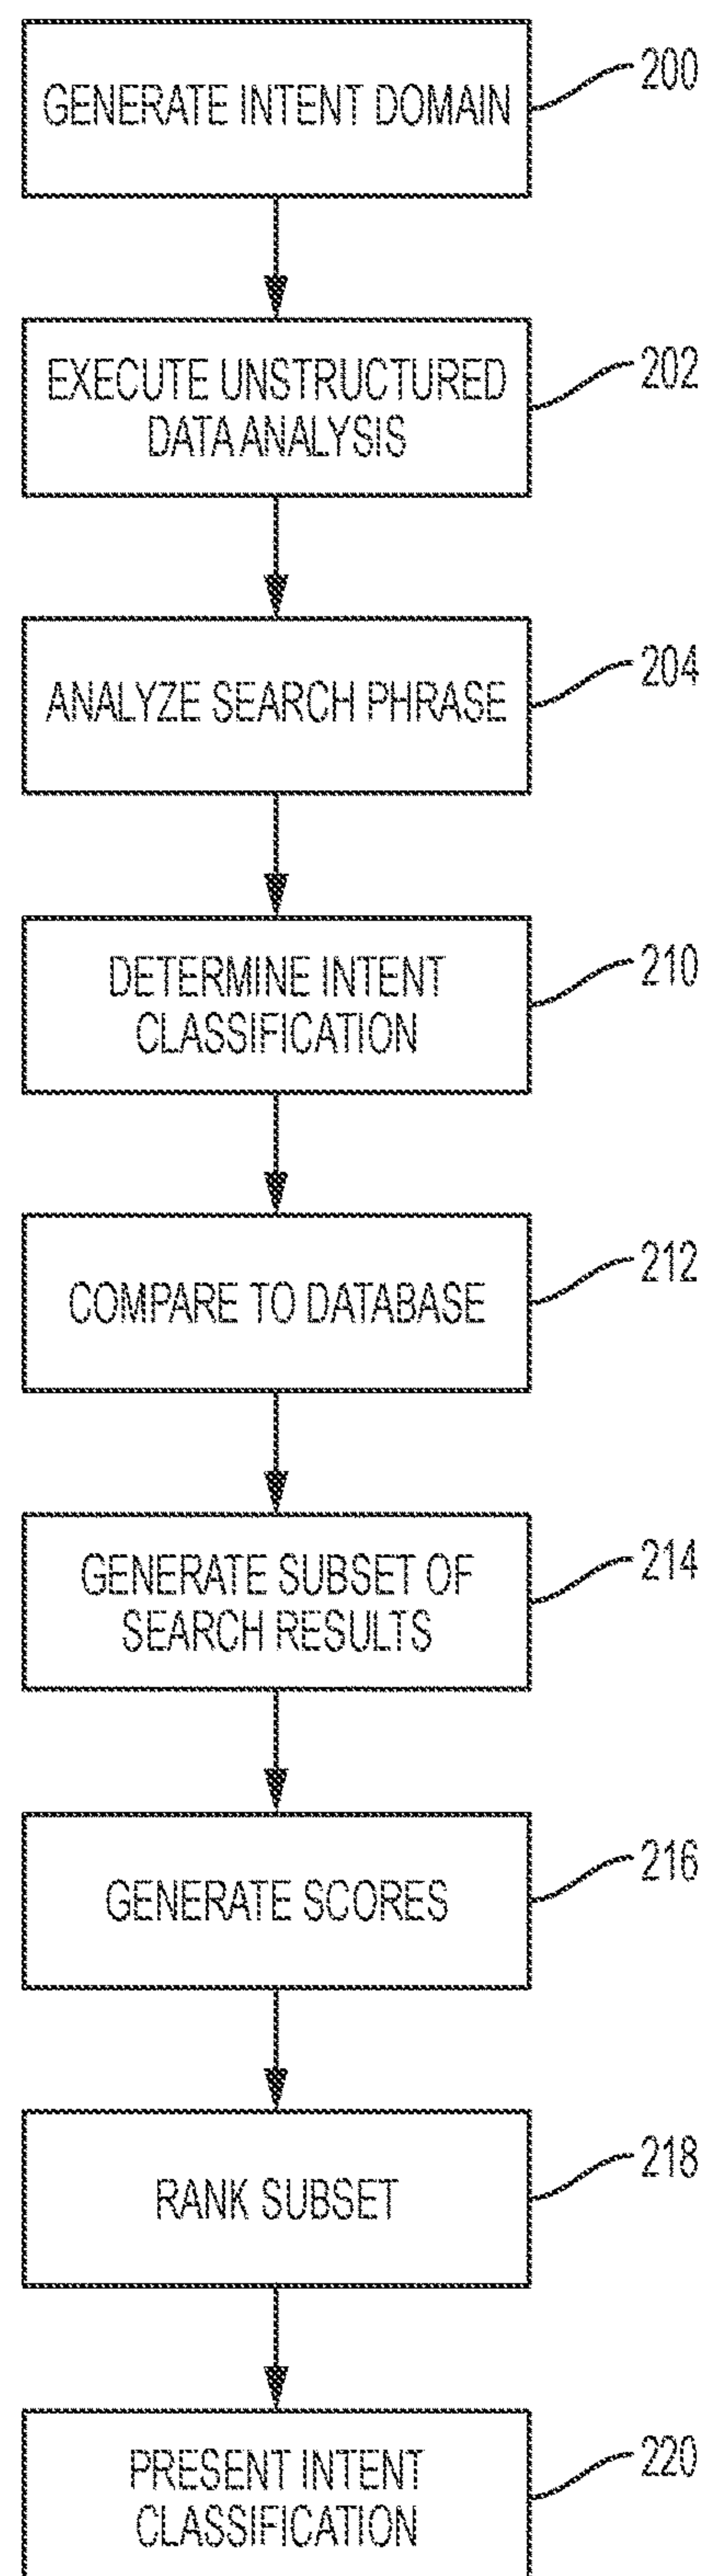 GENERATE INTENT DOMAIN
200
EXECUTE UNSTRUCTURED
DATA ANALYSIS
202
ANALYZE SEARCH PHRASE
204
DETERMINE INTENT
CLASSIFICATION
210
COMPARE TO DATABASE
212
GENERATE SUBSET OF
SEARCH RESULTS
214
GENERATE SCORES
216
RANK SUBSET
218
PRESENT INTENT
CLASSIFICATION
220